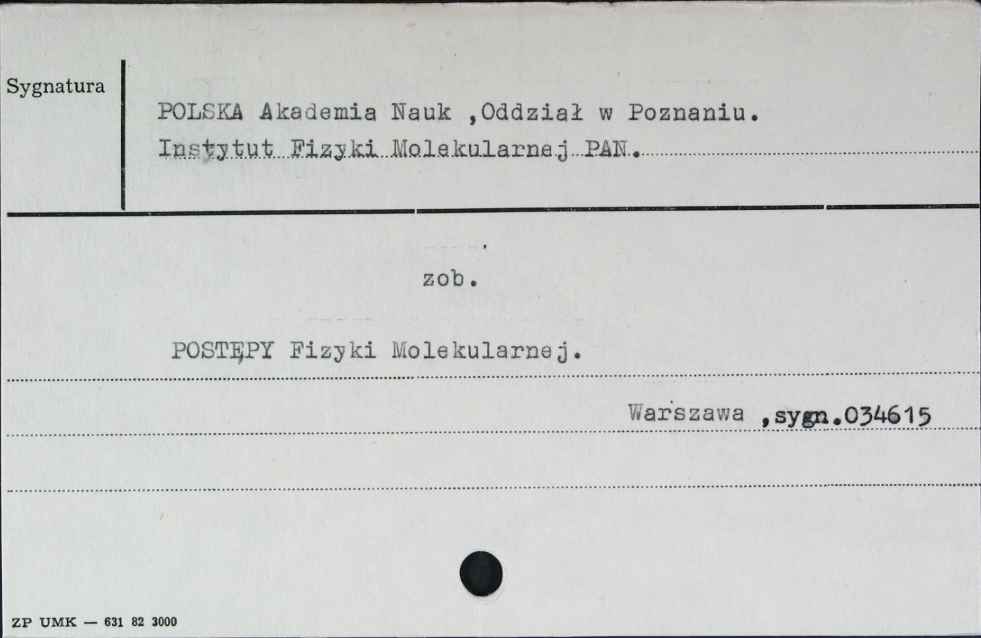 Sygnatura
POLSKA Akademia Nauk ,Oddział w Poznaniu.
Instytut Fizyki Molekularnej PAN.
zob.
POSTĘPY Fizyki Molekularnej.
Warszawa ,sygn.034615
ZP UMK — 631 82 3000